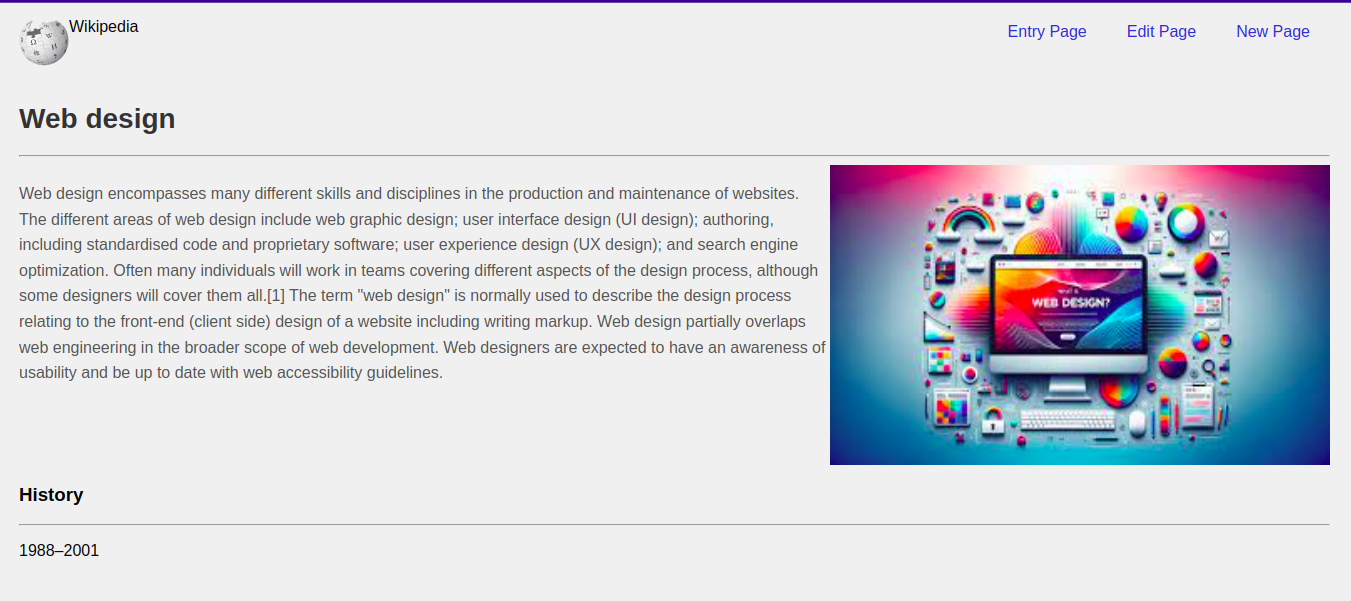 Wikipedia
Entry Page
Edit Page
New Page
Web design
Web design encompasses many different skills and disciplines in the production and maintenance of websites.
The different areas of web design include web graphic design; user interface design (UI design); authoring,
including standardised code and proprietary software; user experience design (UX design); and search engine
optimization. Often many individuals will work in teams covering different aspects of the design process, although
some designers will cover them all.[1] The term "web design" is normally used to describe the design process
relating to the front-end (client side) design of a website including writing markup. Web design partially overlaps
web engineering in the broader scope of web development. Web designers are expected to have an awareness of
usability and be up to date with web accessibility guidelines.
WHAT IS
WEB DESIGN?
History
1988–2001